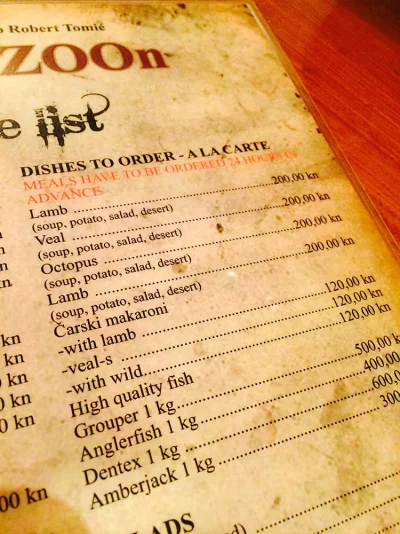 Robert Tomić
ZOOn
e list
DISHES TO ORDER - A LA CARTE
MEALS HAVE TO BE ORDERED 24 HOURS IN
ADVANCE
Lamb ........ 200,00 kn
(soup, potato, salad, desert)
Veal ........ 200,00 kn
(soup, potato, salad, desert)
Octopus ........ 200,00 kn
(soup, potato, salad, desert)
Lamb ........ 200,00 kn
(soup, potato, salad, desert)
Čarski makaroni
-with lamb ........ 120,00 kn
-veal-s ........ 120,00 kn
-with wild ........ 120,00 kn
High quality fish
Grouper 1 kg ........ 500,00 k
Anglerfish 1 kg ........ 400,00
Dentex 1 kg ........ 600,0
Amberjack 1 kg ........ 300
LADS
kn
kn
kn
kn
kn
00 kn